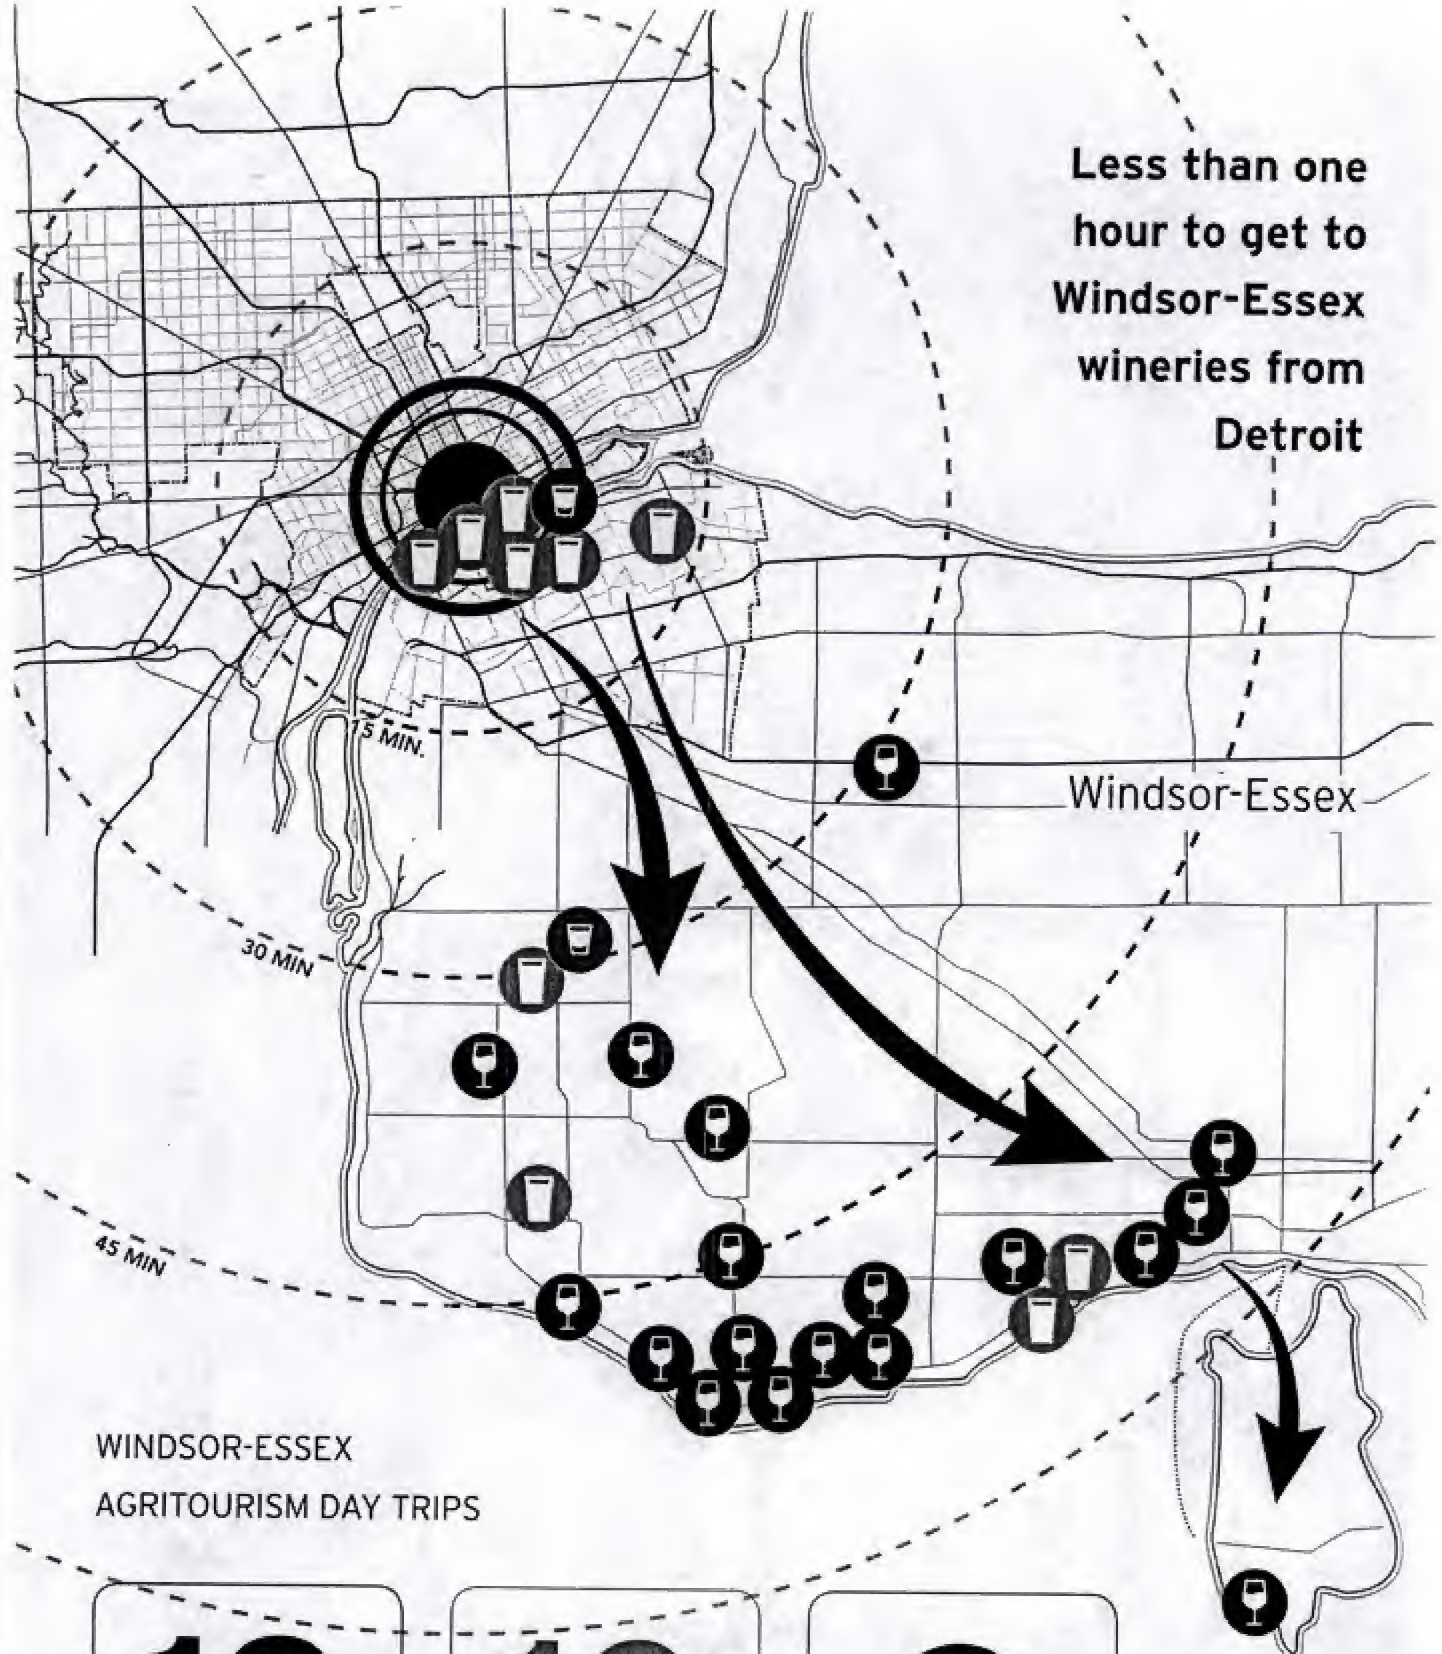 Less than one
hour to get to
Windsor-Essex
wineries from
Detroit
15 MIN.
Windsor-Essex
30 MIN
45 MIN
WINDSOR-ESSEX
AGRITOURISM DAY TRIPS